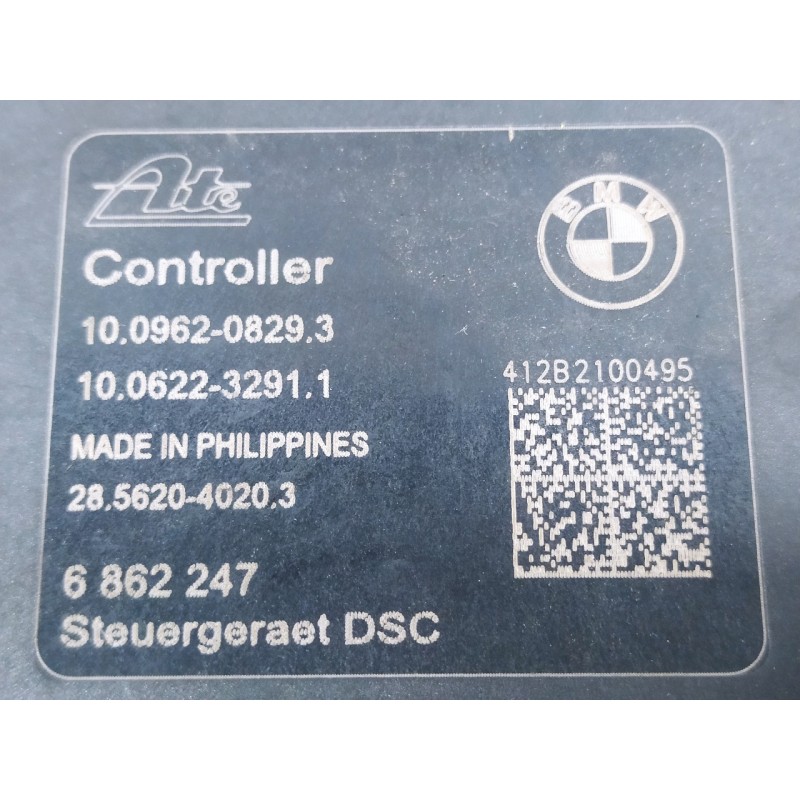 Ate
BMW
Controller
10.0962-0829.3
10.0622-3291.1
412B2100495
MADE IN PHILIPPINES
28.5620-4020.3
6 862 247
Steuergeraet DSC